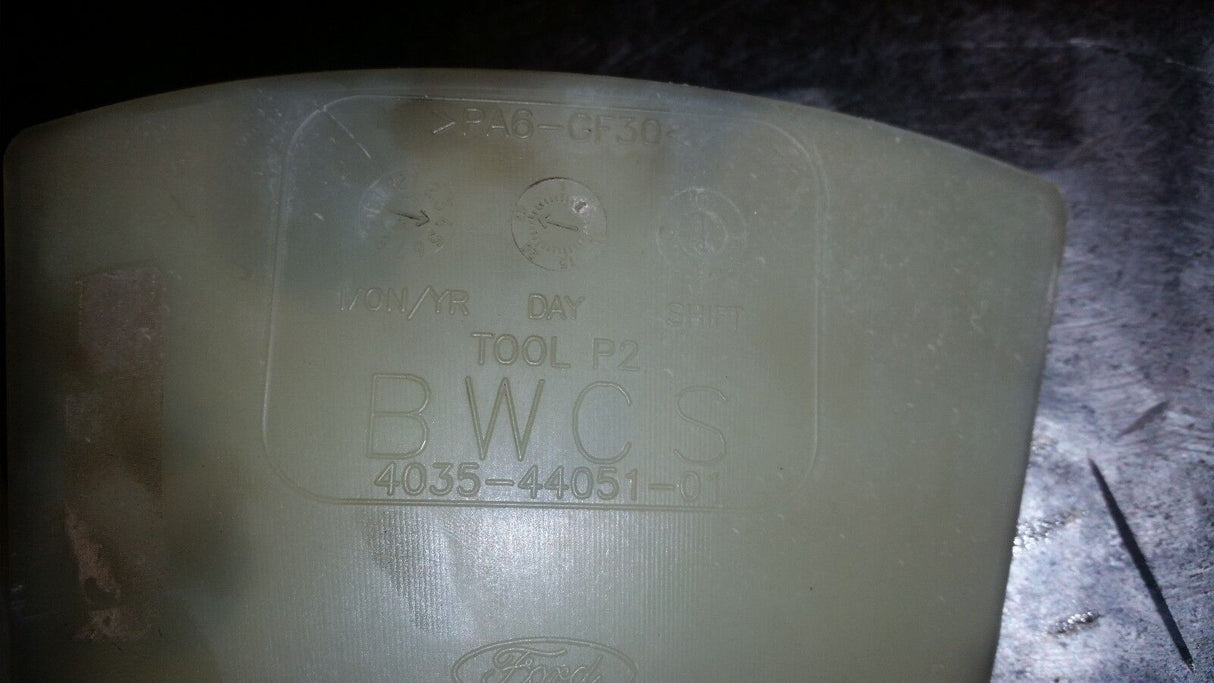 >PA6-GF30<
MON/YR DAY SHIFT
TOOL P2
BWCS
4035-44051-01
Ford